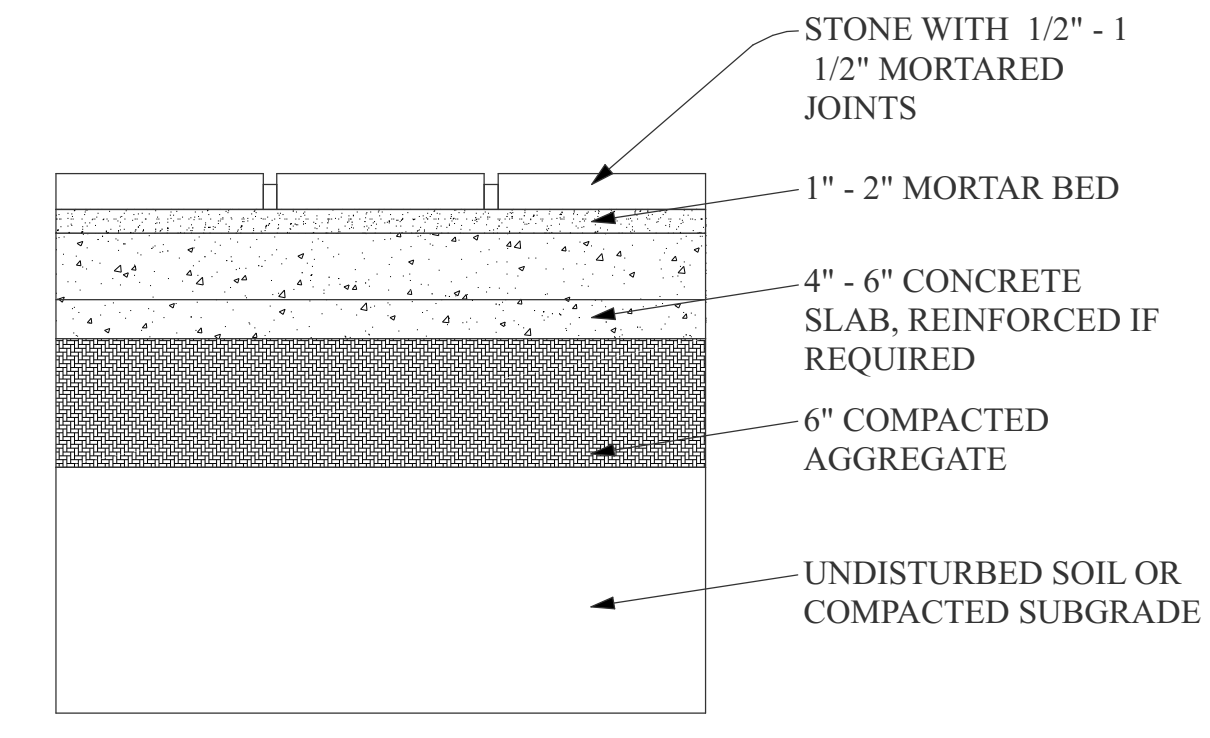 STONE WITH 1/2" - 1
1/2" MORTARED
JOINTS
1" - 2" MORTAR BED
4" - 6" CONCRETE
SLAB, REINFORCED IF
REQUIRED
6" COMPACTED
AGGREGATE
UNDISTURBED SOIL OR
COMPACTED SUBGRADE